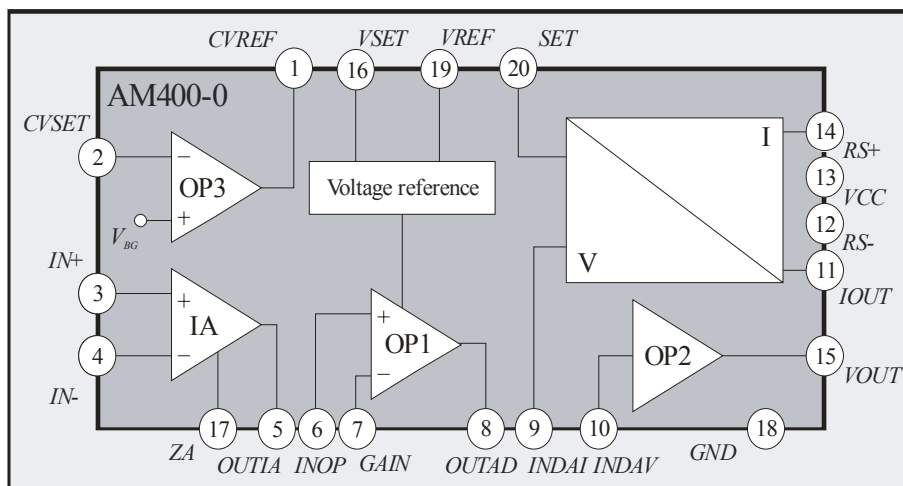 CVREF VSET VREF SET
1 16 19 20
AM400-0
CVSET
2
OP3
−
+
V_BG
Voltage reference
I
V
14
RS+
13
VCC
12
RS-
11
IOUT
IN+
3
+
IA
−
4
IN-
+
OP1
−
OP2
15
VOUT
17 5 6 7 8 9 10 18
ZA OUTIA INOP GAIN OUTAD INDAI INDAV GND